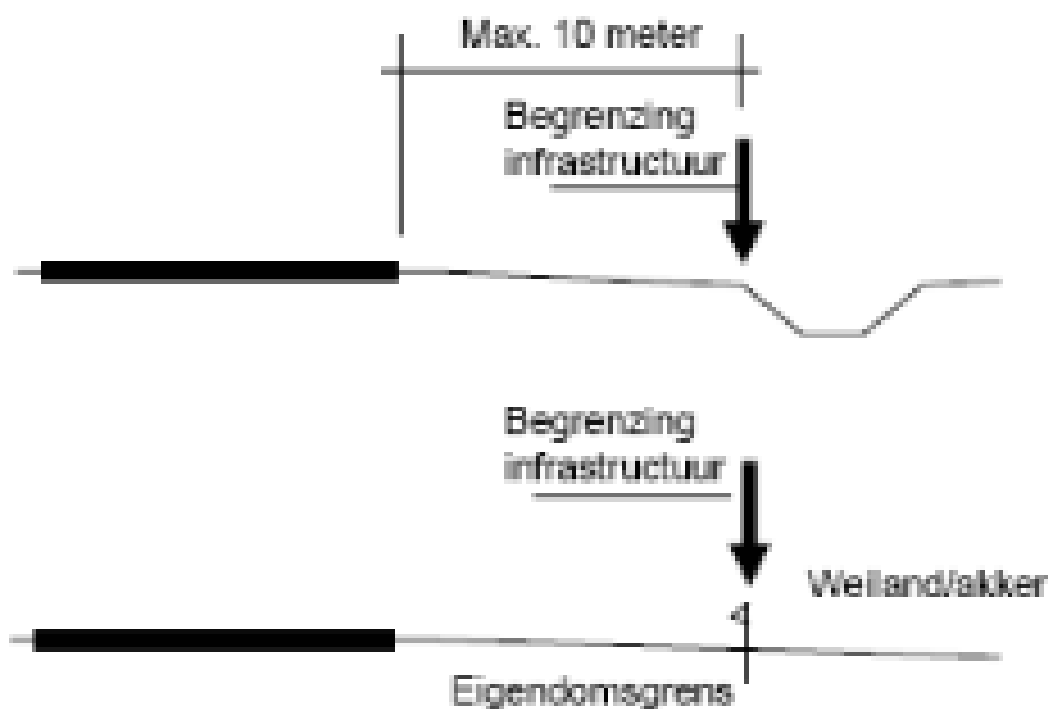 Max. 10 meter
Begrenzing
infrastructuur
Begrenzing
infrastructuur
Weiland/akker
Eigendomsgrens